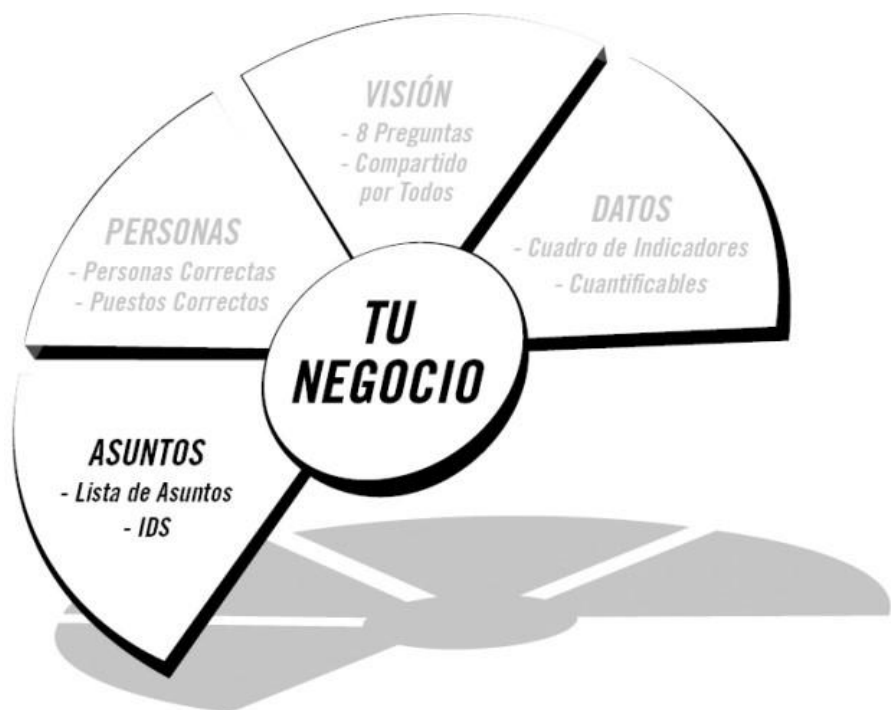 VISIÓN
- 8 Preguntas
- Compartido
por Todos
PERSONAS
- Personas Correctas
- Puestos Correctos
DATOS
- Cuadro de Indicadores
- Cuantificables
TU
NEGOCIO
ASUNTOS
- Lista de Asuntos
- IDS